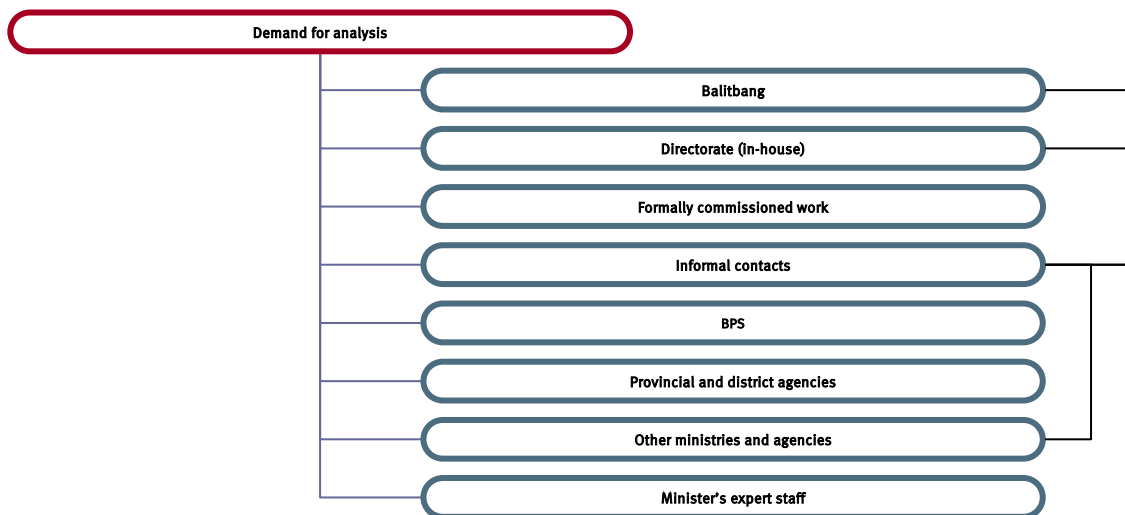 Demand for analysis
Balitbang
Directorate (in-house)
Formally commissioned work
Informal contacts
BPS
Provincial and district agencies
Other ministries and agencies
Minister’s expert staff